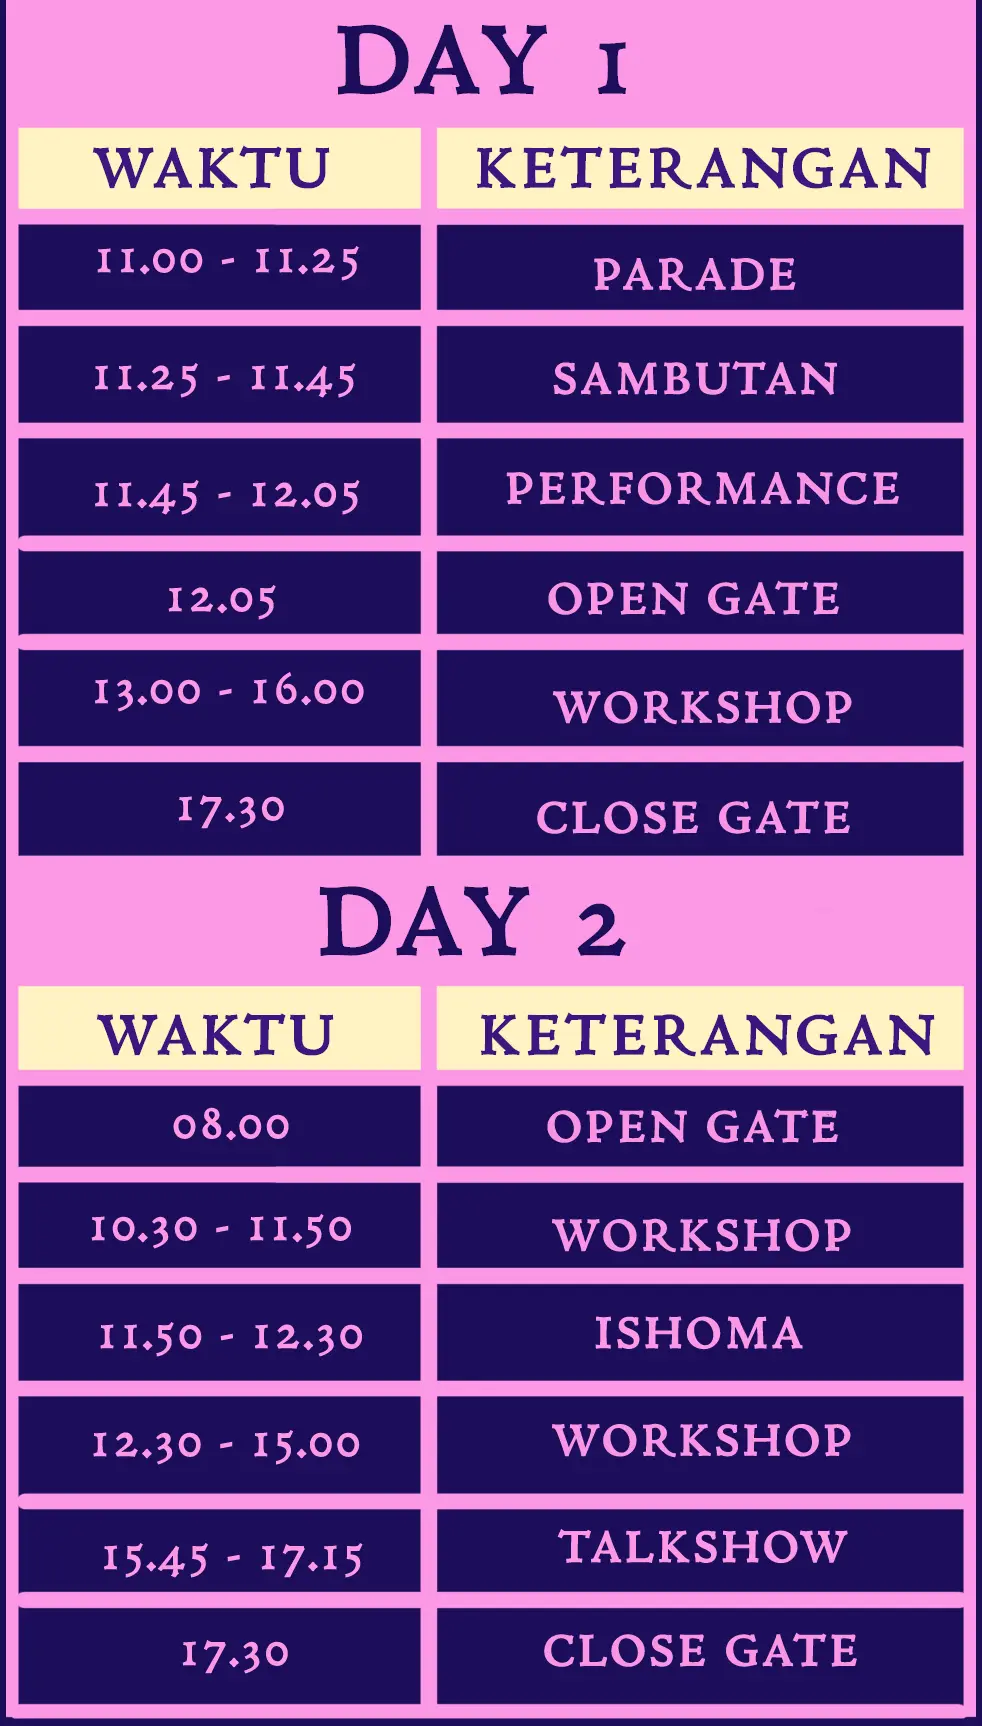 DAY 1
WAKTU KETERANGAN
11.00 - 11.25 PARADE
11.25 - 11.45 SAMBUTAN
11.45 - 12.05 PERFORMANCE
12.05 OPEN GATE
13.00 - 16.00 WORKSHOP
17.30 CLOSE GATE
DAY 2
WAKTU KETERANGAN
08.00 OPEN GATE
10.30 - 11.50 WORKSHOP
11.50 - 12.30 ISHOMA
12.30 - 15.00 WORKSHOP
15.45 - 17.15 TALKSHOW
17.30 CLOSE GATE